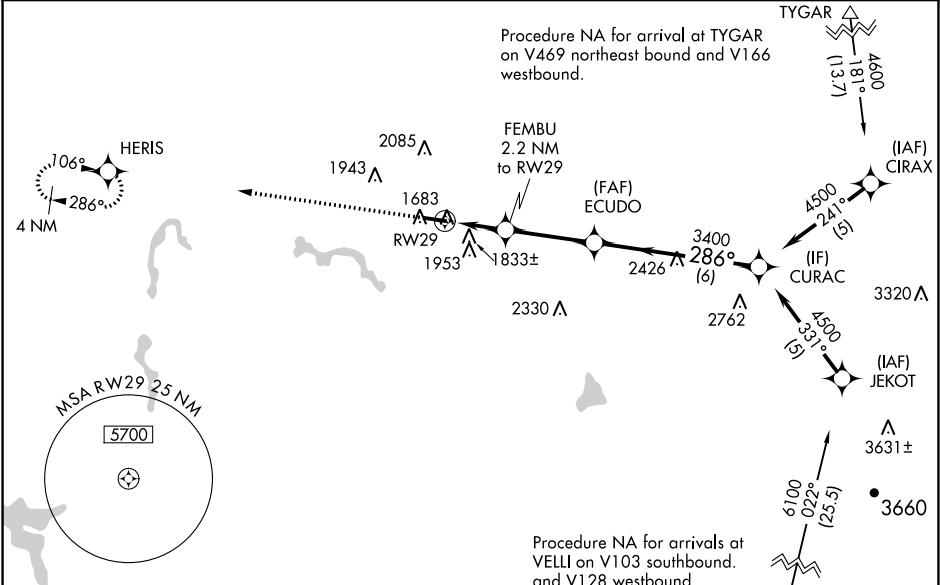 TYGAR
Procedure NA for arrival at TYGAR
on V469 northeast bound and V166
westbound.
4600
181°
(13.7)
FEMBU
2.2 NM
to RW29
2085
HERIS
106°
286°
4 NM
1943
(IAF)
CIRAX
(FAF)
ECUDO
4500
241°
(5)
1683
RW29
1953
1833±
3400
286°
(6)
2426
(IF)
CURAC
2330
2762
3320
4500
331°
(5)
(IAF)
JEKOT
MSA RW29 25 NM
5700
3631±
3660
6100
022°
(25.5)
Procedure NA for arrivals at
VELLI on V103 southbound.
and V128 westbound